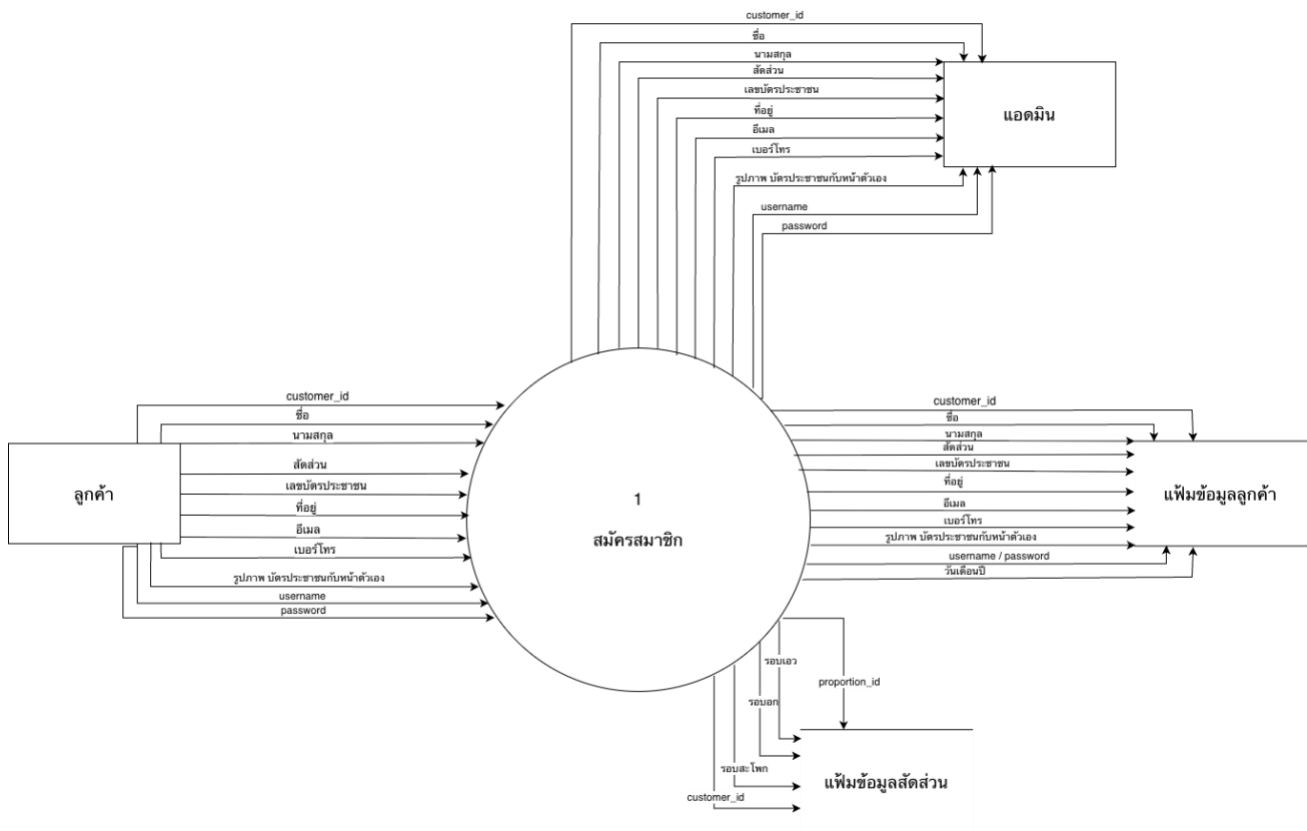 customer_id
ชื่อ
นามสกุล
สัดส่วน
เลขบัตรประชาชน
ที่อยู่
อีเมล
เบอร์โทร
รูปภาพ บัตรประชาชนกับหน้าตัวเอง
username
password
แอดมิน
customer_id
ชื่อ
นามสกุล
สัดส่วน
เลขบัตรประชาชน
ที่อยู่
อีเมล
เบอร์โทร
รูปภาพ บัตรประชาชนกับหน้าตัวเอง
username
password
ลูกค้า
1
สมัครสมาชิก
customer_id
ชื่อ
นามสกุล
สัดส่วน
เลขบัตรประชาชน
ที่อยู่
อีเมล
เบอร์โทร
รูปภาพ บัตรประชาชนกับหน้าตัวเอง
username / password
วันเดือนปี
แฟ้มข้อมูลลูกค้า
รอบเอว
proportion_id
รอบอก
รอบสะโพก
customer_id
แฟ้มข้อมูลสัดส่วน